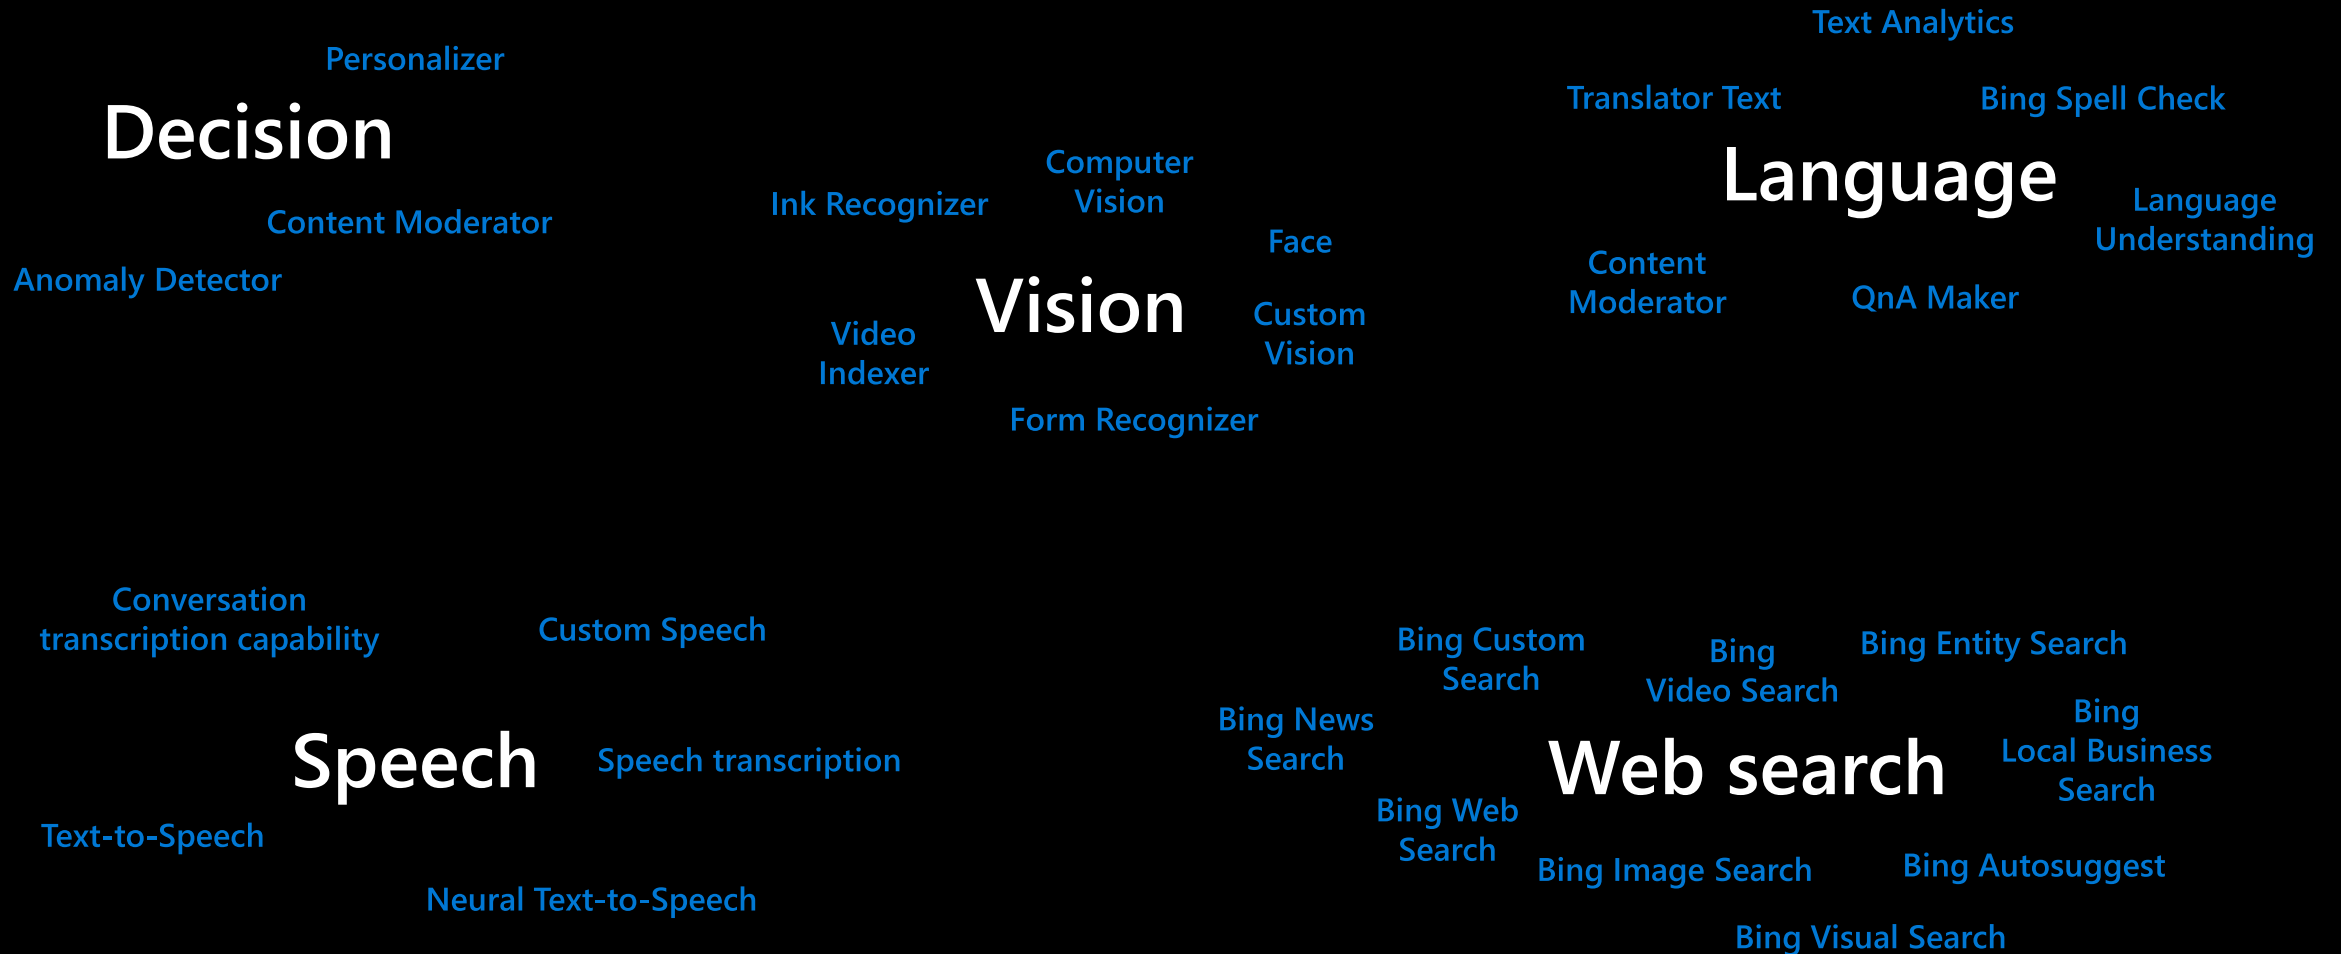 Personalizer
Decision
Content Moderator
Anomaly Detector
Ink Recognizer
Computer
Vision
Face
Vision
Custom
Vision
Video
Indexer
Form Recognizer
Text Analytics
Translator Text
Bing Spell Check
Language
Language
Understanding
Content
Moderator
QnA Maker
Conversation
transcription capability
Custom Speech
Speech
Speech transcription
Text-to-Speech
Neural Text-to-Speech
Bing Custom
Search
Bing
Video Search
Bing Entity Search
Bing News
Search
Web search
Bing
Local Business
Search
Bing Web
Search
Bing Image Search
Bing Autosuggest
Bing Visual Search